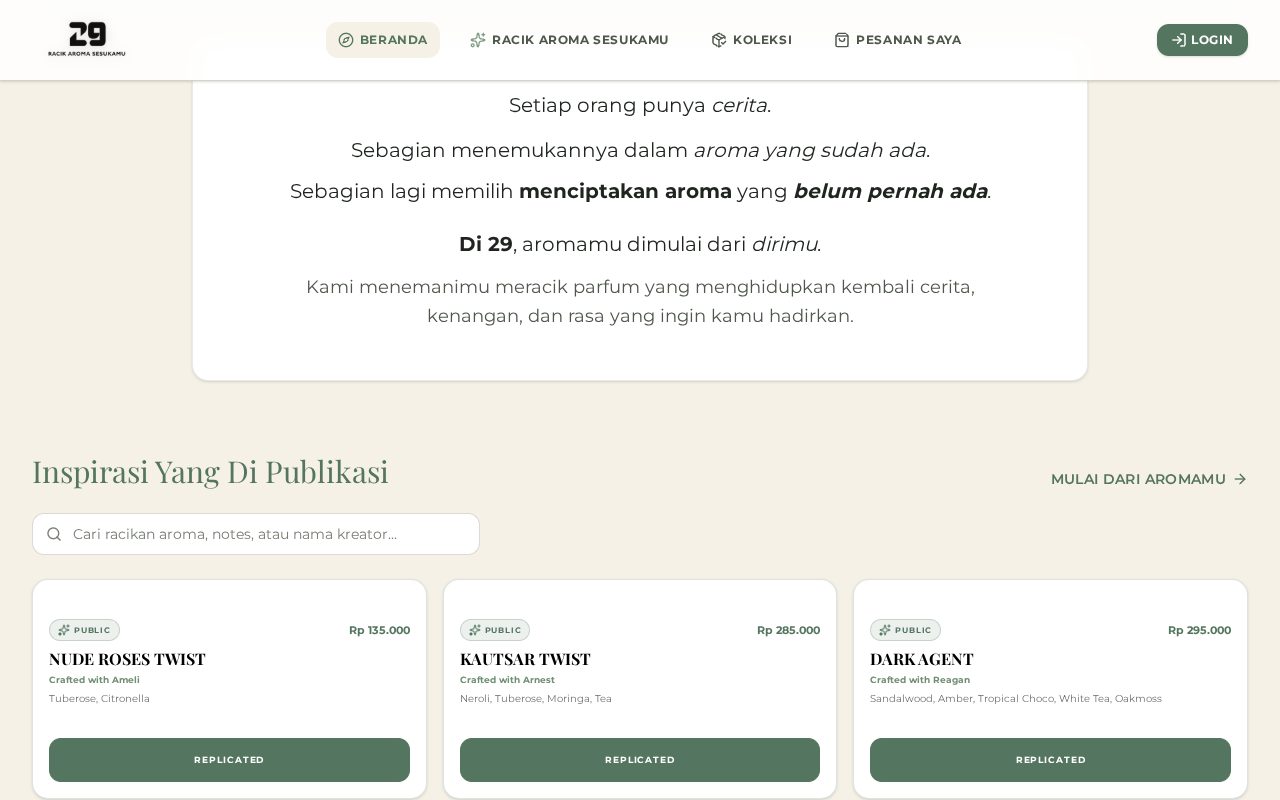 29
RACIK AROMA SESUKAMU
BERANDA
RACIK AROMA SESUKAMU
KOLEKSI
PESANAN SAYA
LOGIN
Setiap orang punya cerita.
Sebagian menemukannya dalam aroma yang sudah ada.
Sebagian lagi memilih menciptakan aroma yang belum pernah ada.
Di 29, aromamu dimulai dari dirimu.
Kami menemanimu meracik parfum yang menghidupkan kembali cerita,
kenangan, dan rasa yang ingin kamu hadirkan.
Inspirasi Yang Di Publikasi
MULAI DARI AROMAMU
Cari racikan aroma, notes, atau nama kreator...
PUBLIC
Rp 135.000
NUDE ROSES TWIST
Crafted with Ameli
Tuberose, Citronella
REPLICATED
PUBLIC
Rp 285.000
KAUTSAR TWIST
Crafted with Arnest
Neroli, Tuberose, Moringa, Tea
REPLICATED
PUBLIC
Rp 295.000
DARK AGENT
Crafted with Reagan
Sandalwood, Amber, Tropical Choco, White Tea, Oakmoss
REPLICATED